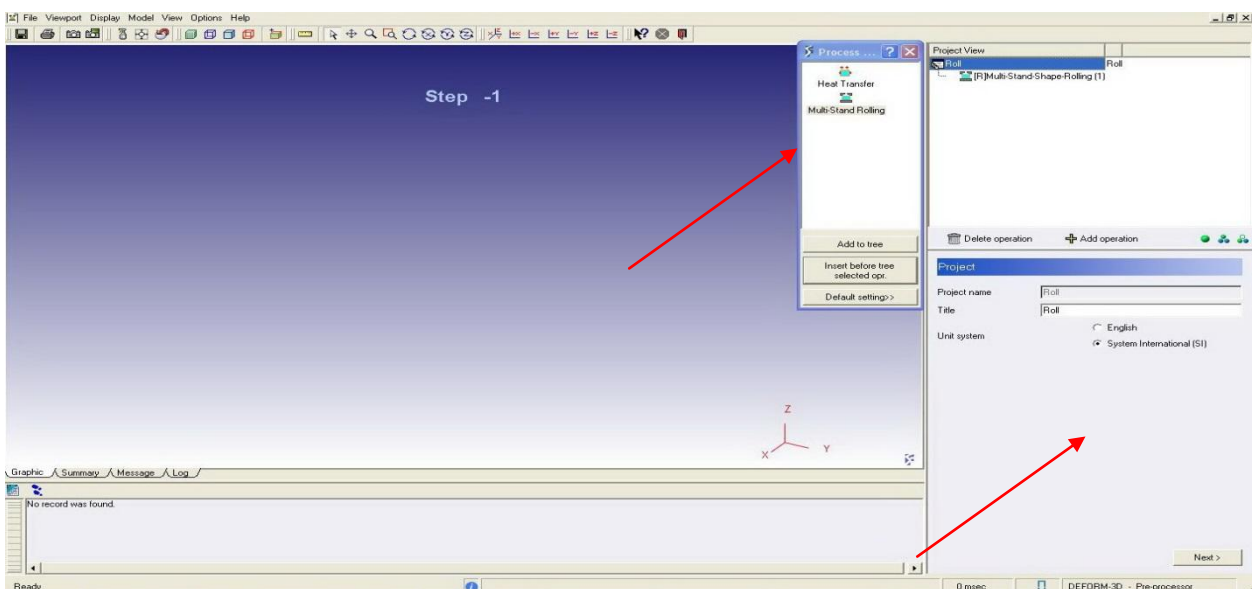 File Viewport Display Model View Options Help
Step -1
Process ...
Heat Transfer
Multi-Stand Rolling
Add to tree
Insert before tree
selected opr.
Default setting>>
Project View
Roll Roll
[R]Multi-Stand-Shape-Rolling (1)
Delete operation Add operation
Project
Project name Roll
Title Roll
Unit system
English
System International (SI)
Z
X Y
Graphic Summary Message Log
No record was found.
Next >
Ready 0 msec DEFORM-3D - Pre-processor